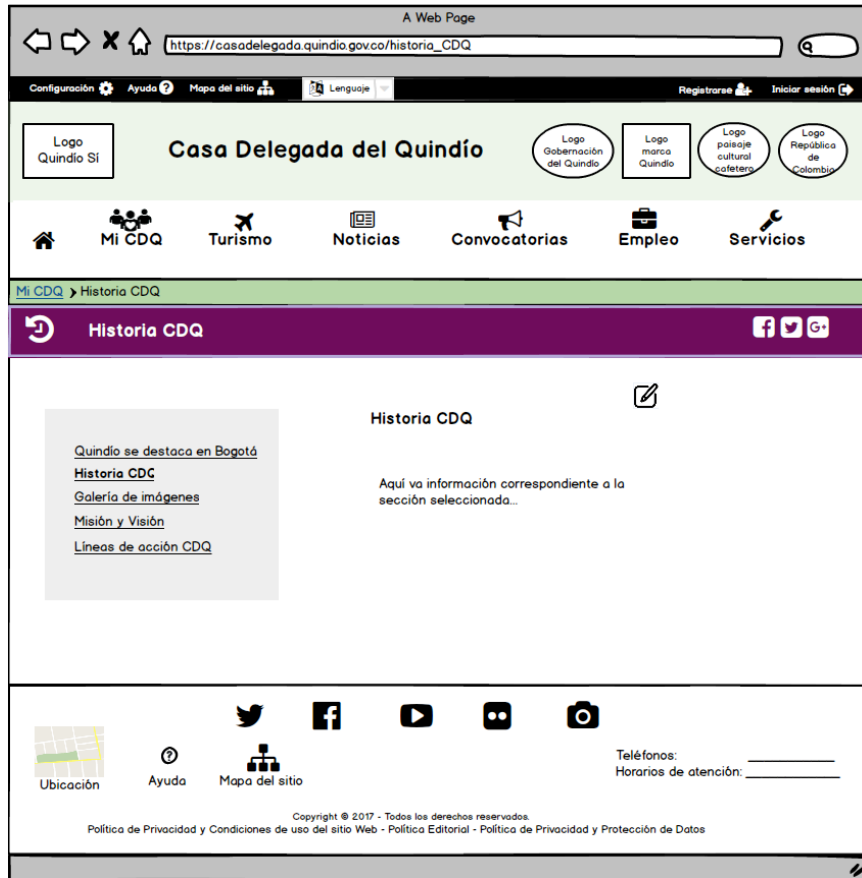 A Web Page
https://casadelegada.quindio.gov.co/historia_CDQ
Configuración Ayuda Mapa del sitio Lenguaje Registrarse Iniciar sesión
Logo
Quindío Sí
Casa Delegada del Quindío
Logo
Gobernación
del Quindío
Logo
marca
Quindío
Logo
paisaje
cultural
cafetero
Logo
República
de
Colombia
Mi CDQ Turismo Noticias Convocatorias Empleo Servicios
Mi CDQ Historia CDQ
Historia CDQ
Quindío se destaca en Bogotá
Historia CDQ
Galería de imágenes
Misión y Visión
Líneas de acción CDQ
Historia CDQ
Aquí va información correspondiente a la
sección seleccionada...
Ubicación
Ayuda
Mapa del sitio
Teléfonos:
Horarios de atención:
Copyright © 2017 - Todos los derechos reservados.
Política de Privacidad y Condiciones de uso del sitio Web - Política Editorial - Política de Privacidad y Protección de Datos